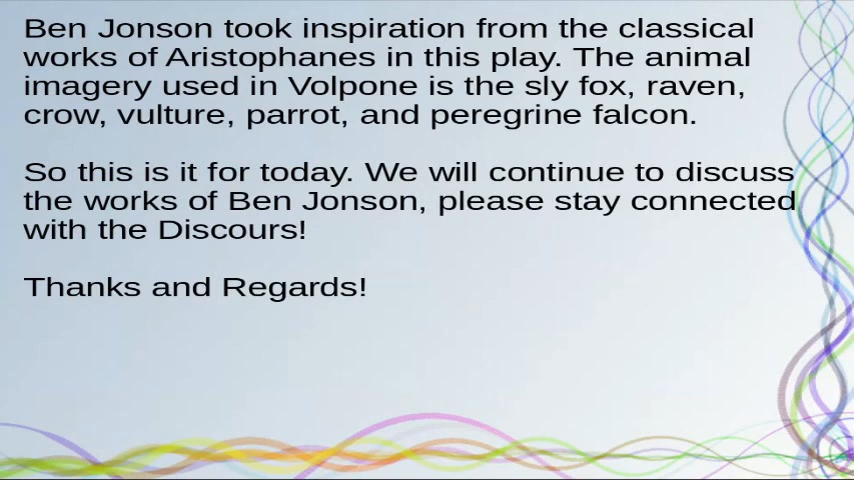 Ben Jonson took inspiration from the classical
works of Aristophanes in this play. The animal
imagery used in Volpone is the sly fox, raven,
crow, vulture, parrot, and peregrine falcon.
So this is it for today. We will continue to discuss
the works of Ben Jonson, please stay connected
with the Discours!
Thanks and Regards!